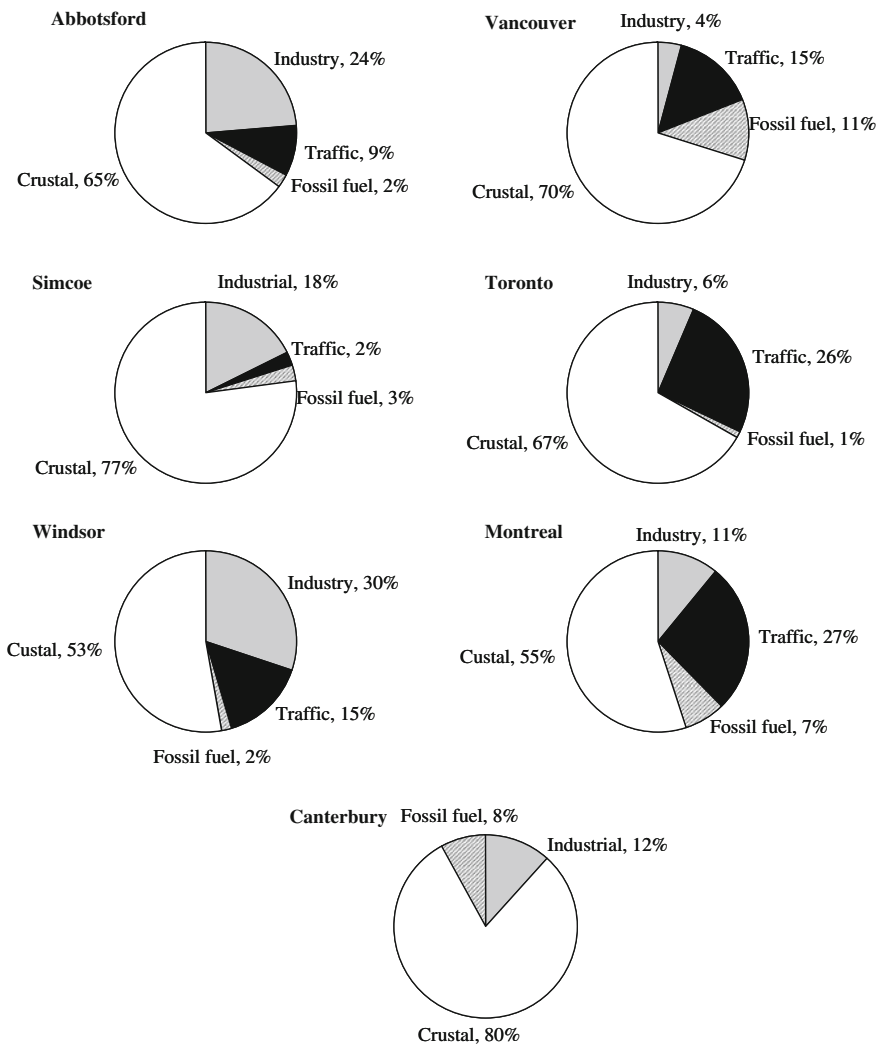 Abbotsford
Industry, 24%
Traffic, 9%
Fossil fuel, 2%
Crustal, 65%
Vancouver
Industry, 4%
Traffic, 15%
Fossil fuel, 11%
Crustal, 70%
Simcoe
Industrial, 18%
Traffic, 2%
Fossil fuel, 3%
Crustal, 77%
Toronto
Industry, 6%
Traffic, 26%
Fossil fuel, 1%
Crustal, 67%
Windsor
Industry, 30%
Traffic, 15%
Fossil fuel, 2%
Custal, 53%
Montreal
Industry, 11%
Traffic, 27%
Fossil fuel, 7%
Custal, 55%
Canterbury
Fossil fuel, 8%
Industrial, 12%
Crustal, 80%